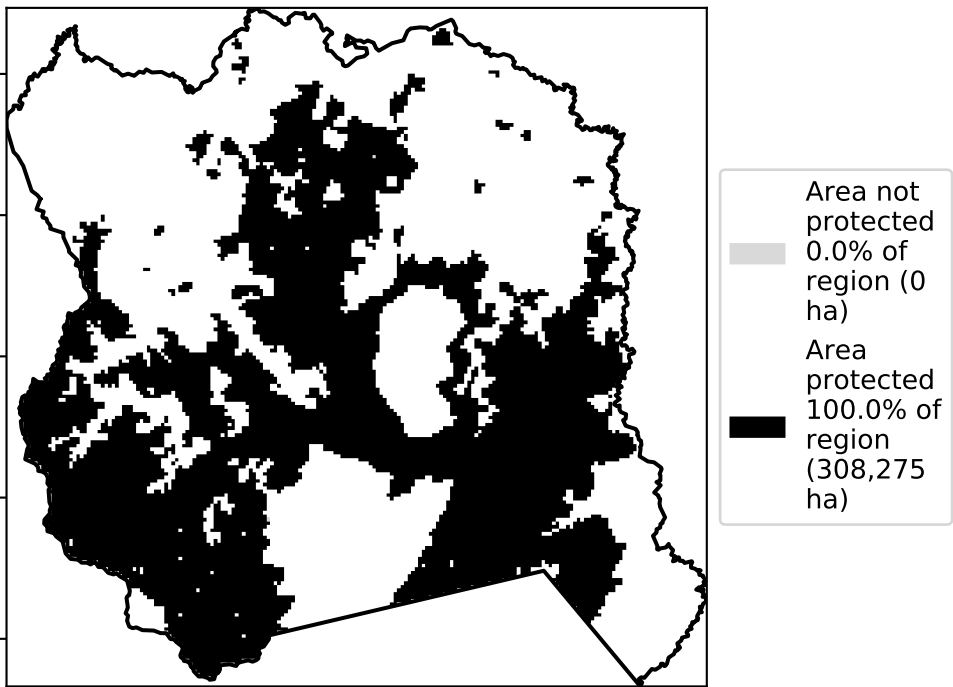 Area not
protected
0.0% of
region (0
ha)
Area
protected
100.0% of
region
(308,275
ha)